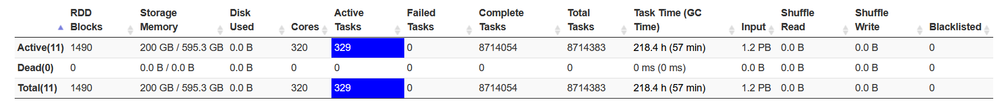 RDD Blocks Storage Memory Disk Used Cores Active Tasks Failed Tasks Complete Tasks Total Tasks Task Time (GC Time) Input Shuffle Read Shuffle Write Blacklisted
Active(11) 1490 200 GB / 595.3 GB 0.0 B 320 329 0 8714054 8714383 218.4 h (57 min) 1.2 PB 0.0 B 0.0 B 0
Dead(0) 0 0.0 B / 0.0 B 0.0 B 0 0 0 0 0 0 ms (0 ms) 0.0 B 0.0 B 0.0 B 0
Total(11) 1490 200 GB / 595.3 GB 0.0 B 320 329 0 8714054 8714383 218.4 h (57 min) 1.2 PB 0.0 B 0.0 B 0